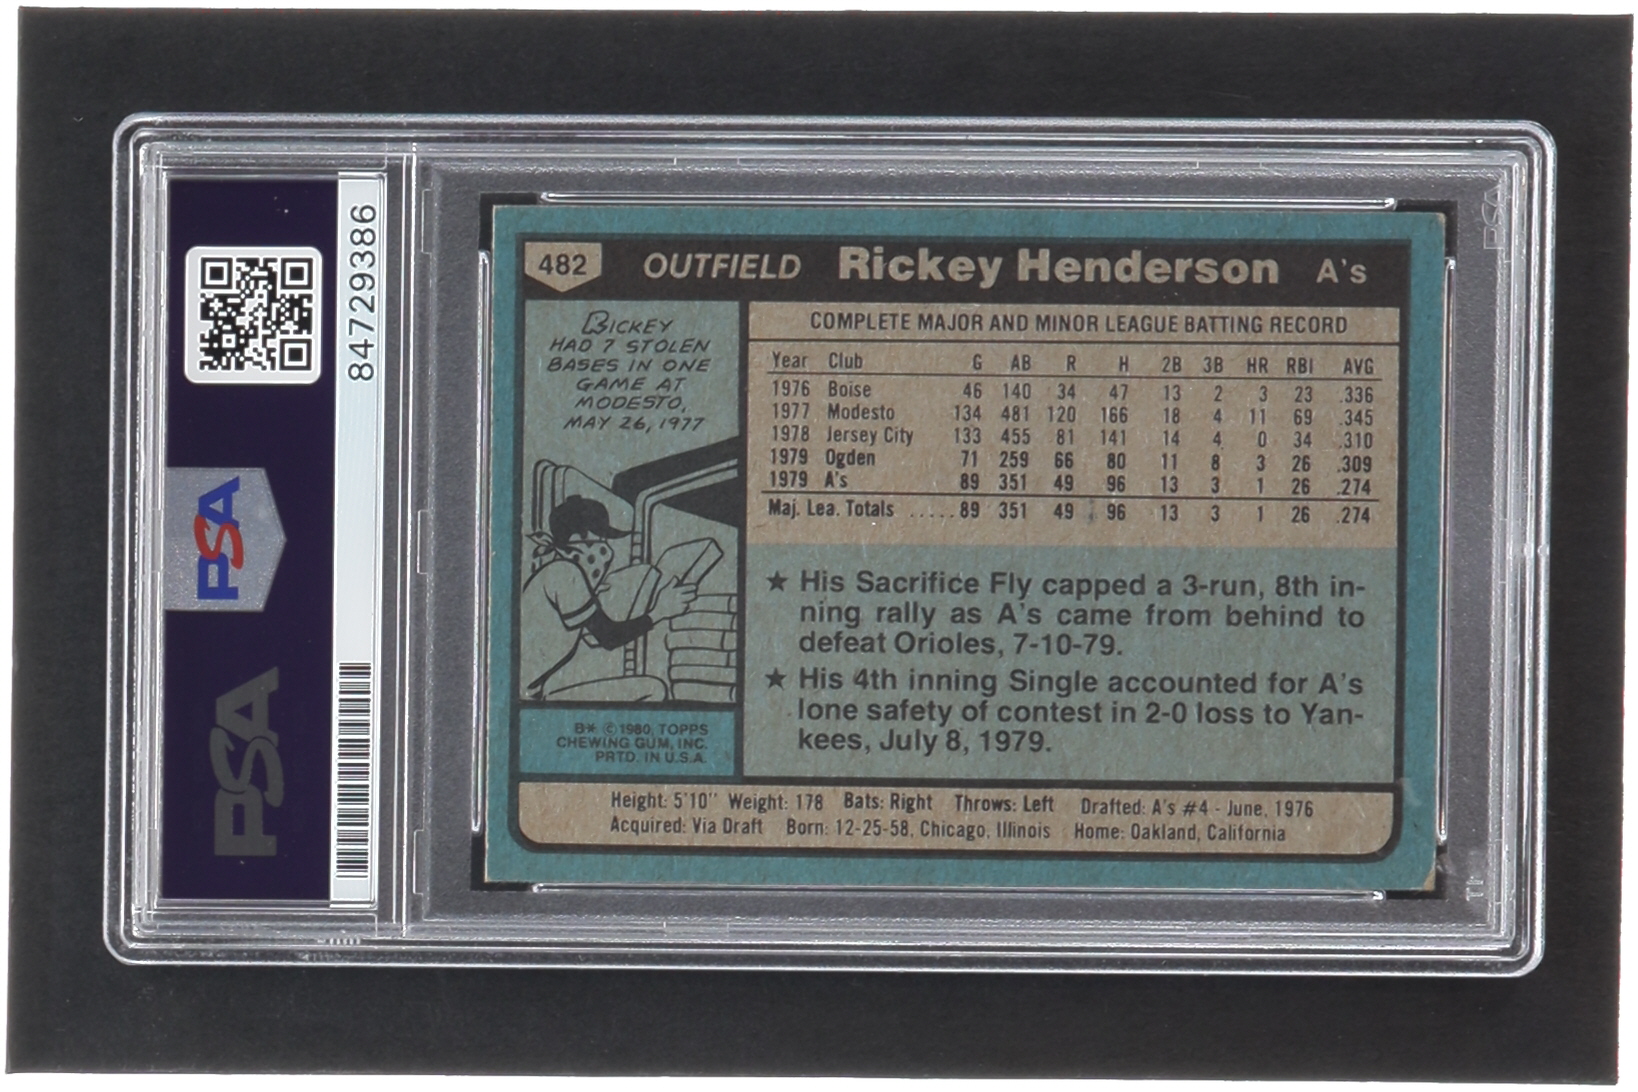 84729386
PSA
PSA
PSA
482 OUTFIELD Rickey Henderson A's
RICKEY
HAD 7 STOLEN
BASES IN ONE
GAME AT
MODESTO,
MAY 26, 1977
B* © 1980 TOPPS
CHEWING GUM, INC.
PRTD. IN U.S.A.
COMPLETE MAJOR AND MINOR LEAGUE BATTING RECORD
Year Club G AB R H 2B 3B HR RBI AVG
1976 Boise 46 140 34 47 13 2 3 23 .336
1977 Modesto 134 481 120 166 18 4 11 69 .345
1978 Jersey City 133 455 81 141 14 4 0 34 .310
1979 Ogden 71 259 66 80 11 8 3 26 .309
1979 A's 89 351 49 96 13 3 1 26 .274
Maj. Lea. Totals ..... 89 351 49 96 13 3 1 26 .274
★ His Sacrifice Fly capped a 3-run, 8th in-
ning rally as A's came from behind to
defeat Orioles, 7-10-79.
★ His 4th inning Single accounted for A's
lone safety of contest in 2-0 loss to Yan-
kees, July 8, 1979.
Height: 5'10" Weight: 178 Bats: Right Throws: Left Drafted: A's #4 - June, 1976
Acquired: Via Draft Born: 12-25-58, Chicago, Illinois Home: Oakland, California